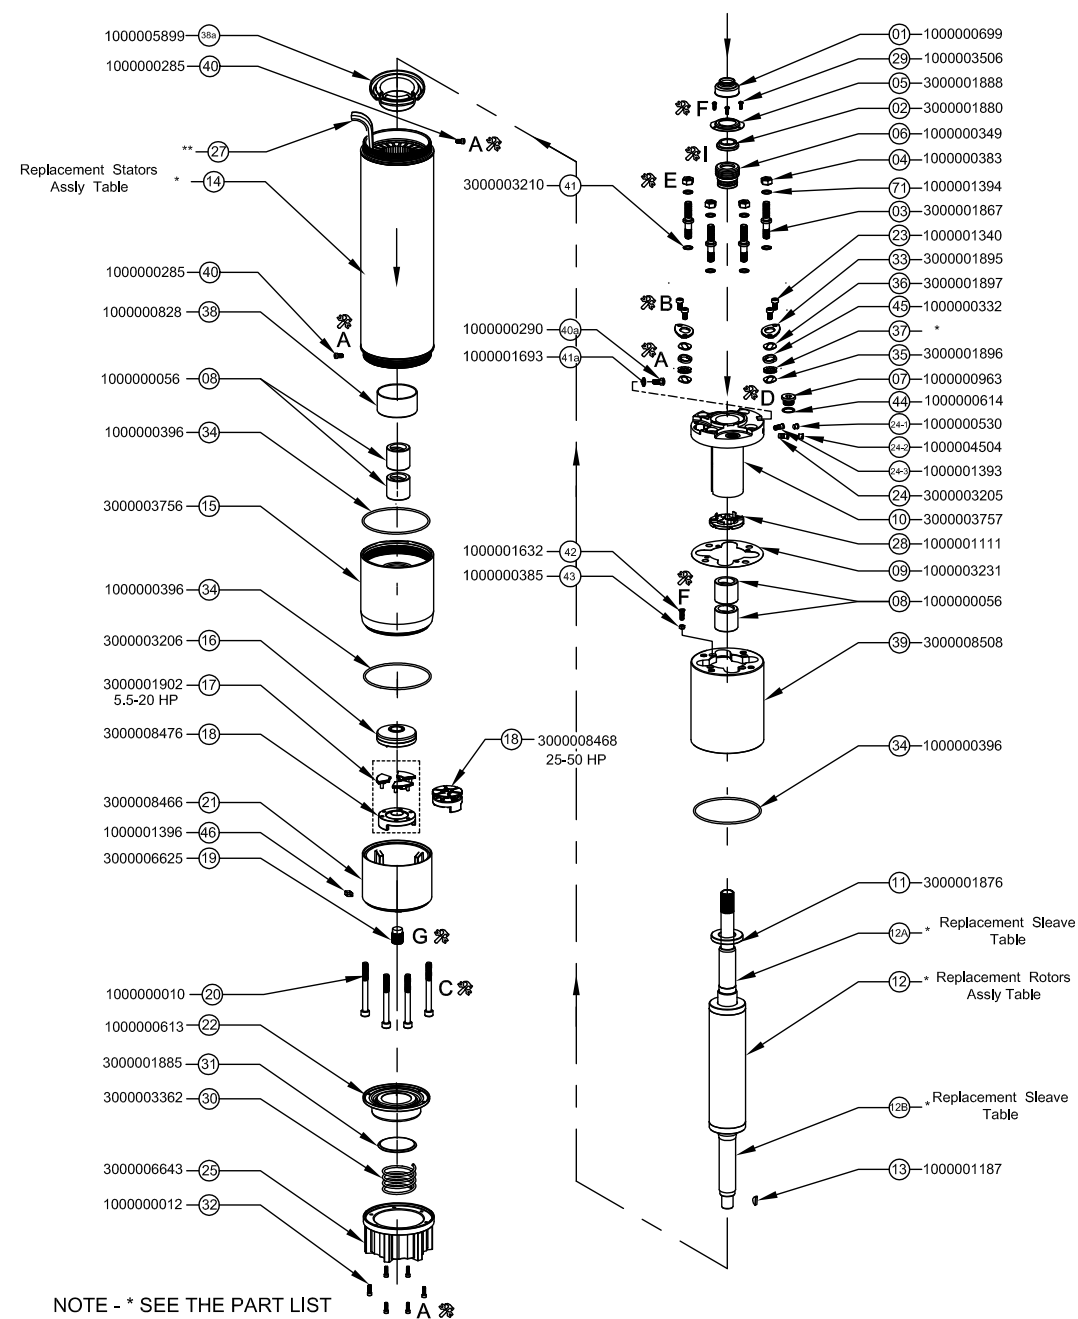 1000005899 38a
1000000285 40
A
** 27
Replacement Stators
Assly Table
* 14
1000000285 40
1000000828 38
A
1000000056 08
1000000396 34
3000003756 15
1000000396 34
3000003206 16
3000001902 17
5.5-20 HP
3000008476 18
18 3000008468
25-50 HP
3000008466 21
1000001396 46
3000006625 19
G
C
1000000010 20
1000000613 22
3000001885 31
3000003362 30
3000006643 25
1000000012 32
A
NOTE - * SEE THE PART LIST
01 1000000699
29 1000003506
05 3000001888
F
02 3000001880
06 1000000349
I
04 1000000383
E
3000003210 41
71 1000001394
03 3000001867
23 1000001340
33 3000001895
36 3000001897
B
45 1000000332
1000000290 40a
37 *
1000001693 41a
A
35 3000001896
07 1000000963
D
44 1000000614
24-1 1000000530
24-2 1000004504
24-3 1000001393
24 3000003205
10 3000003757
28 1000001111
1000001632 42
09 1000003231
1000000385 43
F
08 1000000056
39 3000008508
34 1000000396
11 3000001876
12A * Replacement Sleave
Table
12 * Replacement Rotors
Assly Table
12B * Replacement Sleave
Table
13 1000001187